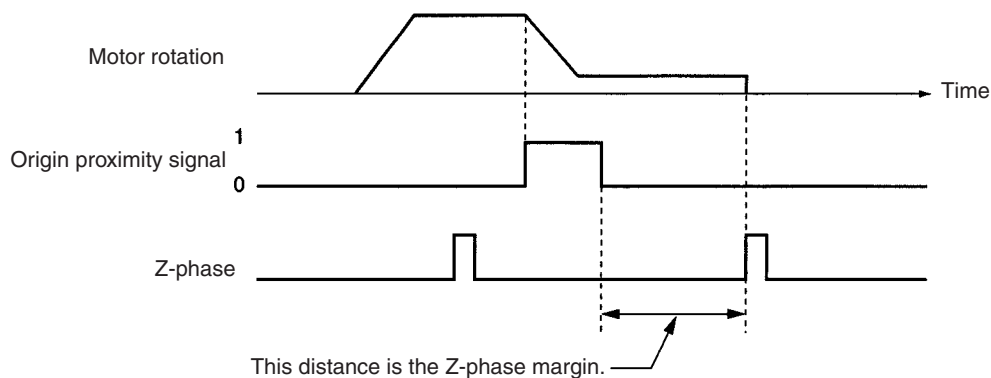 Motor rotation
Time
1
Origin proximity signal
0
Z-phase
This distance is the Z-phase margin.